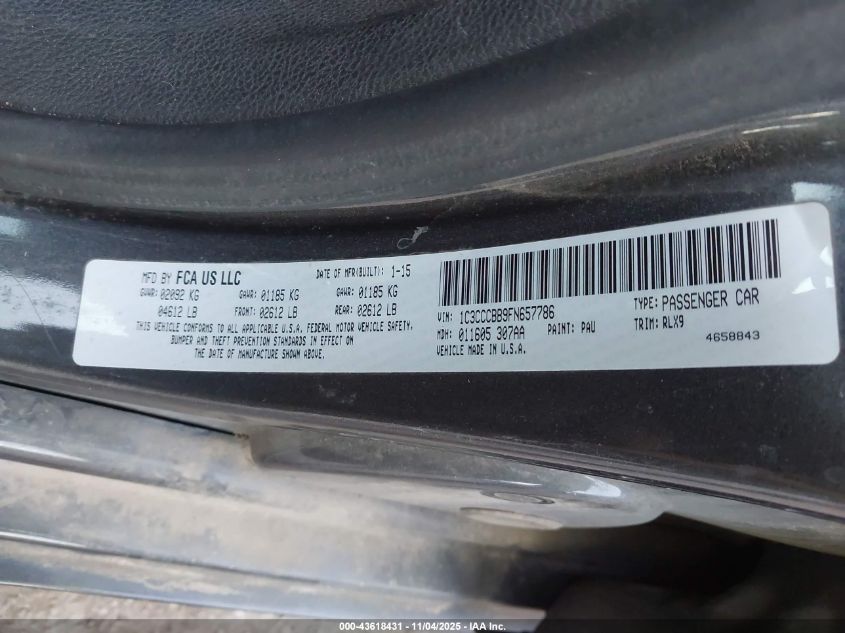 MFD BY FCA US LLC
DATE OF MFR(BUILT): 1-15
GVWR: 02092 KG
GAWR: 01185 KG
GAWR: 01185 KG
04612 LB
FRONT: 02612 LB
REAR: 02612 LB
THIS VEHICLE CONFORMS TO ALL APPLICABLE U.S.A. FEDERAL MOTOR VEHICLE SAFETY,
BUMPER AND THEFT PREVENTION STANDARDS IN EFFECT ON
THE DATE OF MANUFACTURE SHOWN ABOVE.
VIN: 1C3CCCBB9FN657786
TYPE: PASSENGER CAR
MDH: 011605 307AA
PAINT: PAU
TRIM: RLX9
VEHICLE MADE IN U.S.A.
4658843
000-43618431 - 11/04/2025 - IAA Inc.